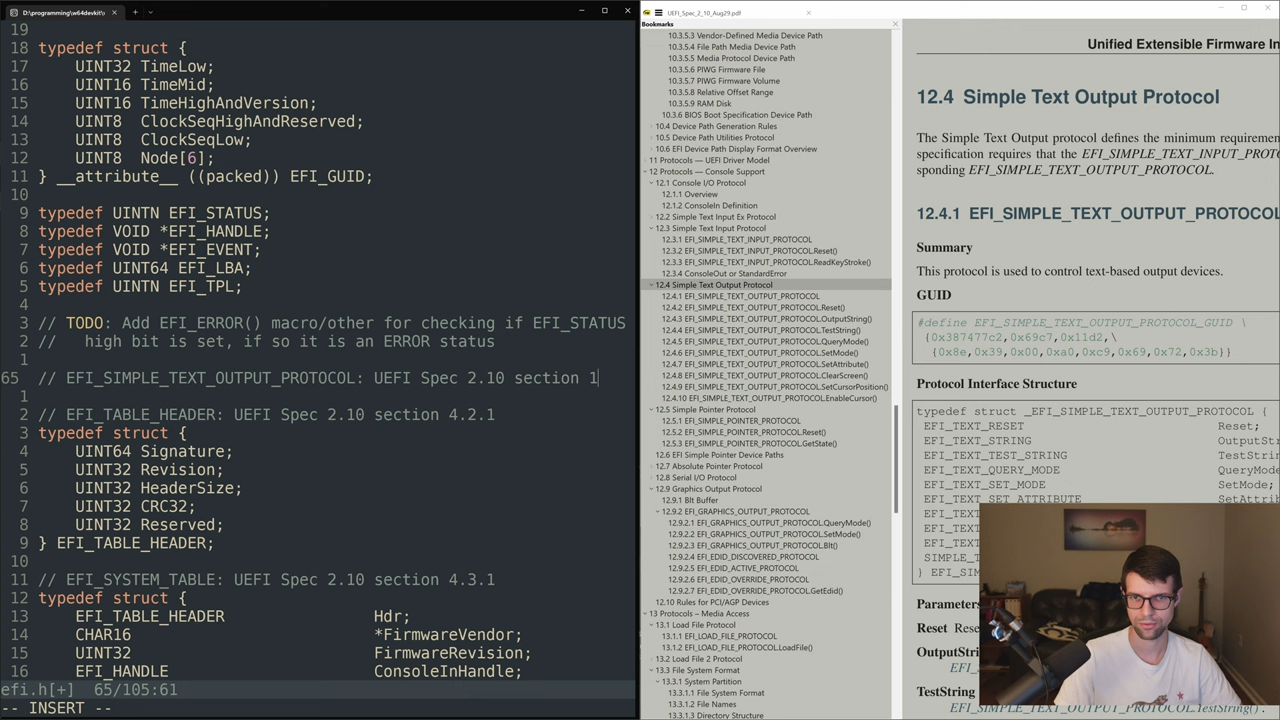 D:\programming\w64devkit\
19
18 typedef struct {
17 UINT32 TimeLow;
16 UINT16 TimeMid;
15 UINT16 TimeHighAndVersion;
14 UINT8 ClockSeqHighAndReserved;
13 UINT8 ClockSeqLow;
12 UINT8 Node[6];
11 } __attribute__ ((packed)) EFI_GUID;
10
9 typedef UINTN EFI_STATUS;
8 typedef VOID *EFI_HANDLE;
7 typedef VOID *EFI_EVENT;
6 typedef UINT64 EFI_LBA;
5 typedef UINTN EFI_TPL;
4
3 // TODO: Add EFI_ERROR() macro/other for checking if EFI_STATUS
2 // high bit is set, if so it is an ERROR status
1
65 // EFI_SIMPLE_TEXT_OUTPUT_PROTOCOL: UEFI Spec 2.10 section 1
1
2 // EFI_TABLE_HEADER: UEFI Spec 2.10 section 4.2.1
3 typedef struct {
4 UINT64 Signature;
5 UINT32 Revision;
6 UINT32 HeaderSize;
7 UINT32 CRC32;
8 UINT32 Reserved;
9 } EFI_TABLE_HEADER;
10
11 // EFI_SYSTEM_TABLE: UEFI Spec 2.10 section 4.3.1
12 typedef struct {
13 EFI_TABLE_HEADER Hdr;
14 CHAR16 *FirmwareVendor;
15 UINT32 FirmwareRevision;
16 EFI_HANDLE ConsoleInHandle;
efi.h[+] 65/105:61
-- INSERT --
UEFI_Spec_2_10_Aug29.pdf
Bookmarks
10.3.5.3 Vendor-Defined Media Device Path
10.3.5.4 File Path Media Device Path
10.3.5.5 Media Protocol Device Path
10.3.5.6 PIWG Firmware File
10.3.5.7 PIWG Firmware Volume
10.3.5.8 Relative Offset Range
10.3.5.9 RAM Disk
10.3.6 BIOS Boot Specification Device Path
10.4 Device Path Generation Rules
10.5 Device Path Utilities Protocol
10.6 EFI Device Path Display Format Overview
11 Protocols — UEFI Driver Model
12 Protocols — Console Support
12.1 Console I/O Protocol
12.1.1 Overview
12.1.2 ConsoleIn Definition
12.2 Simple Text Input Ex Protocol
12.3 Simple Text Input Protocol
12.3.1 EFI_SIMPLE_TEXT_INPUT_PROTOCOL
12.3.2 EFI_SIMPLE_TEXT_INPUT_PROTOCOL.Reset()
12.3.3 EFI_SIMPLE_TEXT_INPUT_PROTOCOL.ReadKeyStroke()
12.3.4 ConsoleOut or StandardError
12.4 Simple Text Output Protocol
12.4.1 EFI_SIMPLE_TEXT_OUTPUT_PROTOCOL
12.4.2 EFI_SIMPLE_TEXT_OUTPUT_PROTOCOL.Reset()
12.4.3 EFI_SIMPLE_TEXT_OUTPUT_PROTOCOL.OutputString()
12.4.4 EFI_SIMPLE_TEXT_OUTPUT_PROTOCOL.TestString()
12.4.5 EFI_SIMPLE_TEXT_OUTPUT_PROTOCOL.QueryMode()
12.4.6 EFI_SIMPLE_TEXT_OUTPUT_PROTOCOL.SetMode()
12.4.7 EFI_SIMPLE_TEXT_OUTPUT_PROTOCOL.SetAttribute()
12.4.8 EFI_SIMPLE_TEXT_OUTPUT_PROTOCOL.ClearScreen()
12.4.9 EFI_SIMPLE_TEXT_OUTPUT_PROTOCOL.SetCursorPosition()
12.4.10 EFI_SIMPLE_TEXT_OUTPUT_PROTOCOL.EnableCursor()
12.5 Simple Pointer Protocol
12.5.1 EFI_SIMPLE_POINTER_PROTOCOL
12.5.2 EFI_SIMPLE_POINTER_PROTOCOL.Reset()
12.5.3 EFI_SIMPLE_POINTER_PROTOCOL.GetState()
12.6 EFI Simple Pointer Device Paths
12.7 Absolute Pointer Protocol
12.8 Serial I/O Protocol
12.9 Graphics Output Protocol
12.9.1 Blt Buffer
12.9.2 EFI_GRAPHICS_OUTPUT_PROTOCOL
12.9.2.1 EFI_GRAPHICS_OUTPUT_PROTOCOL.QueryMode()
12.9.2.2 EFI_GRAPHICS_OUTPUT_PROTOCOL.SetMode()
12.9.2.3 EFI_GRAPHICS_OUTPUT_PROTOCOL.Blt()
12.9.2.4 EFI_EDID_DISCOVERED_PROTOCOL
12.9.2.5 EFI_EDID_ACTIVE_PROTOCOL
12.9.2.6 EFI_EDID_OVERRIDE_PROTOCOL
12.9.2.7 EFI_EDID_OVERRIDE_PROTOCOL.GetEdid()
12.10 Rules for PCI/AGP Devices
13 Protocols – Media Access
13.1 Load File Protocol
13.1.1 EFI_LOAD_FILE_PROTOCOL
13.1.2 EFI_LOAD_FILE_PROTOCOL.LoadFile()
13.2 Load File 2 Protocol
13.3 File System Format
13.3.1 System Partition
13.3.1.1 File System Format
13.3.1.2 File Names
13.3.1.3 Directory Structure
Unified Extensible Firmware In
12.4 Simple Text Output Protocol
The Simple Text Output protocol defines the minimum requireme
specification requires that the EFI_SIMPLE_TEXT_INPUT_PROTO
sponding EFI_SIMPLE_TEXT_OUTPUT_PROTOCOL.
12.4.1 EFI_SIMPLE_TEXT_OUTPUT_PROTOCOL
Summary
This protocol is used to control text-based output devices.
GUID
#define EFI_SIMPLE_TEXT_OUTPUT_PROTOCOL_GUID \
{0x387477c2,0x69c7,0x11d2,\
{0x8e,0x39,0x00,0xa0,0xc9,0x69,0x72,0x3b}}
Protocol Interface Structure
typedef struct _EFI_SIMPLE_TEXT_OUTPUT_PROTOCOL {
EFI_TEXT_RESET Reset;
EFI_TEXT_STRING OutputSt
EFI_TEXT_TEST_STRING TestStrin
EFI_TEXT_QUERY_MODE QueryMod
EFI_TEXT_SET_MODE SetMode;
EFI_TEXT_SET_ATTRIBUTE SetAttrib
EFI_T
EFI_T
EFI_T
SIMPLE_T
} EFI_SIM
Parameters
Reset Rese
OutputStri
EFI_
TestString
EFI_SIMPLE_TEXT_OUTPUT_PROTOCOL.TestString().